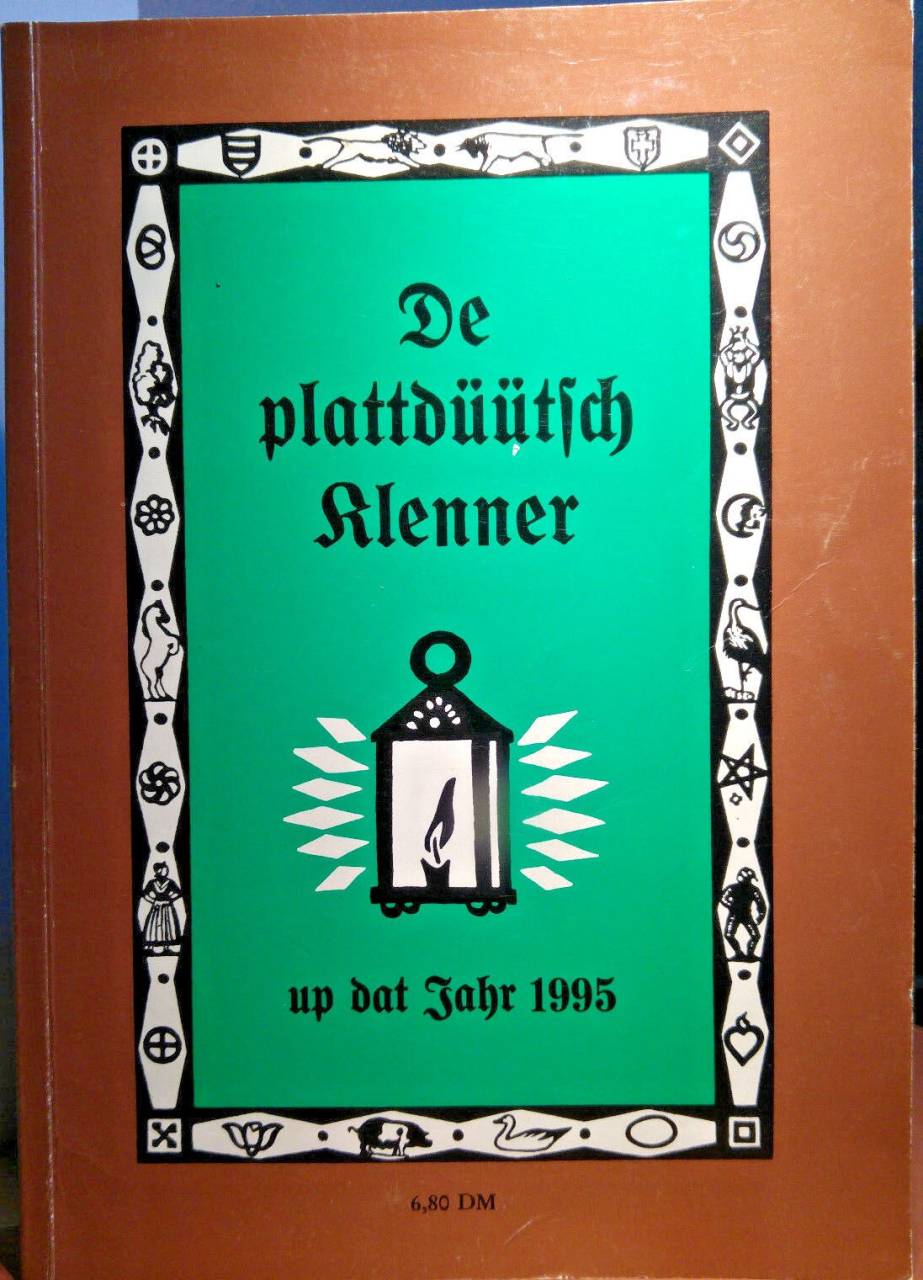 De
plattdüütſch
Klenner
up dat Jahr 1995
6,80 DM